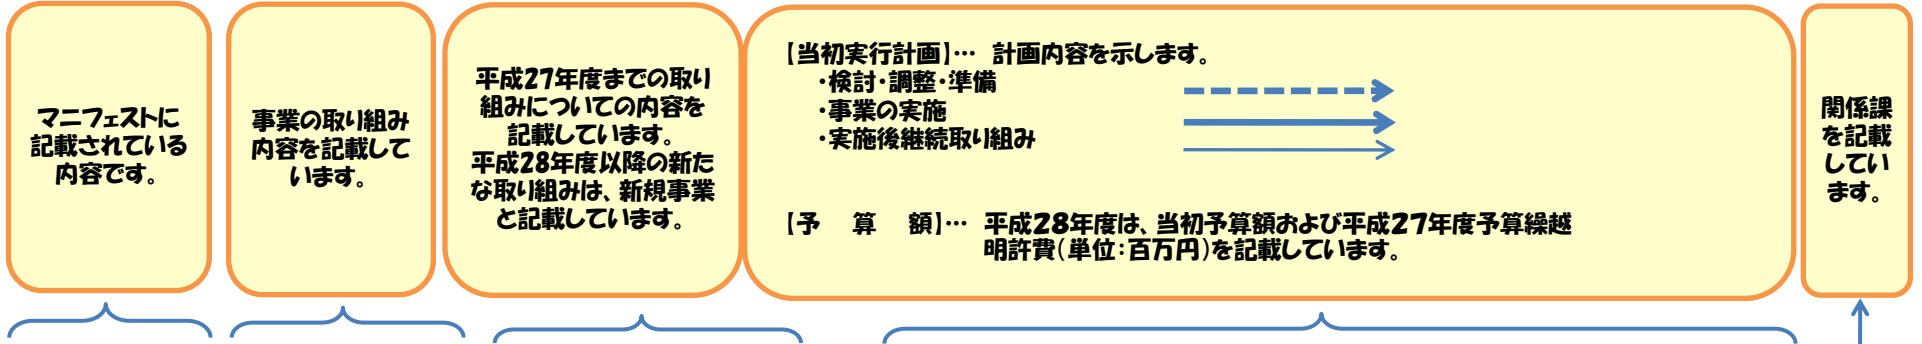 マニフェストに
記載されている
内容です。
事業の取り組み
内容を記載して
います。
平成27年度までの取り
組みについての内容を
記載しています。
平成28年度以降の新た
な取り組みは、新規事業
と記載しています。
【当初実行計画】… 計画内容を示します。
・検討・調整・準備
・事業の実施
・実施後継続取り組み
【予 算 額】… 平成28年度は、当初予算額および平成27年度予算繰越
明許費(単位:百万円)を記載しています。
関係課
を記載
してい
ます。